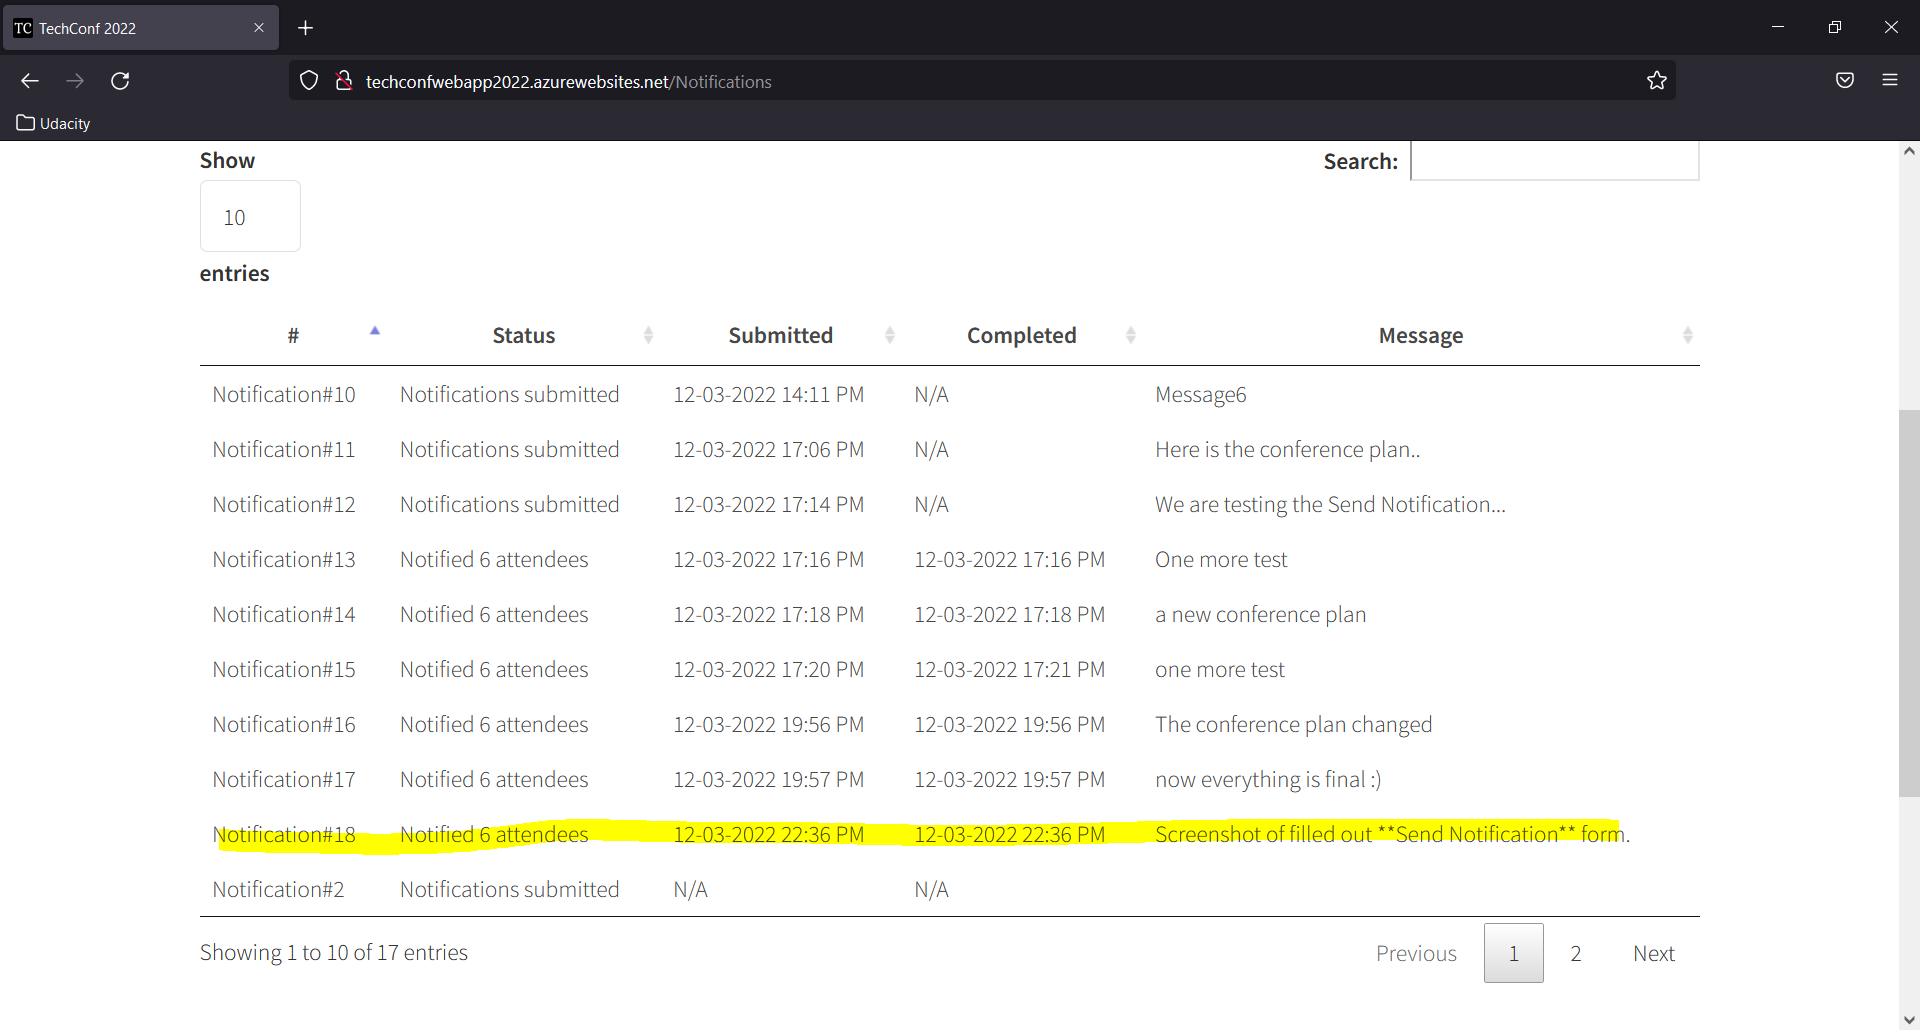 TC TechConf 2022
techconfwebapp2022.azurewebsites.net/Notifications
Udacity
Show
Search:
10
entries
# Status Submitted Completed Message
Notification#10 Notifications submitted 12-03-2022 14:11 PM N/A Message6
Notification#11 Notifications submitted 12-03-2022 17:06 PM N/A Here is the conference plan..
Notification#12 Notifications submitted 12-03-2022 17:14 PM N/A We are testing the Send Notification...
Notification#13 Notified 6 attendees 12-03-2022 17:16 PM 12-03-2022 17:16 PM One more test
Notification#14 Notified 6 attendees 12-03-2022 17:18 PM 12-03-2022 17:18 PM a new conference plan
Notification#15 Notified 6 attendees 12-03-2022 17:20 PM 12-03-2022 17:21 PM one more test
Notification#16 Notified 6 attendees 12-03-2022 19:56 PM 12-03-2022 19:56 PM The conference plan changed
Notification#17 Notified 6 attendees 12-03-2022 19:57 PM 12-03-2022 19:57 PM now everything is final :)
Notification#18 Notified 6 attendees 12-03-2022 22:36 PM 12-03-2022 22:36 PM Screenshot of filled out **Send Notification** form.
Notification#2 Notifications submitted N/A N/A
Showing 1 to 10 of 17 entries
Previous 1 2 Next